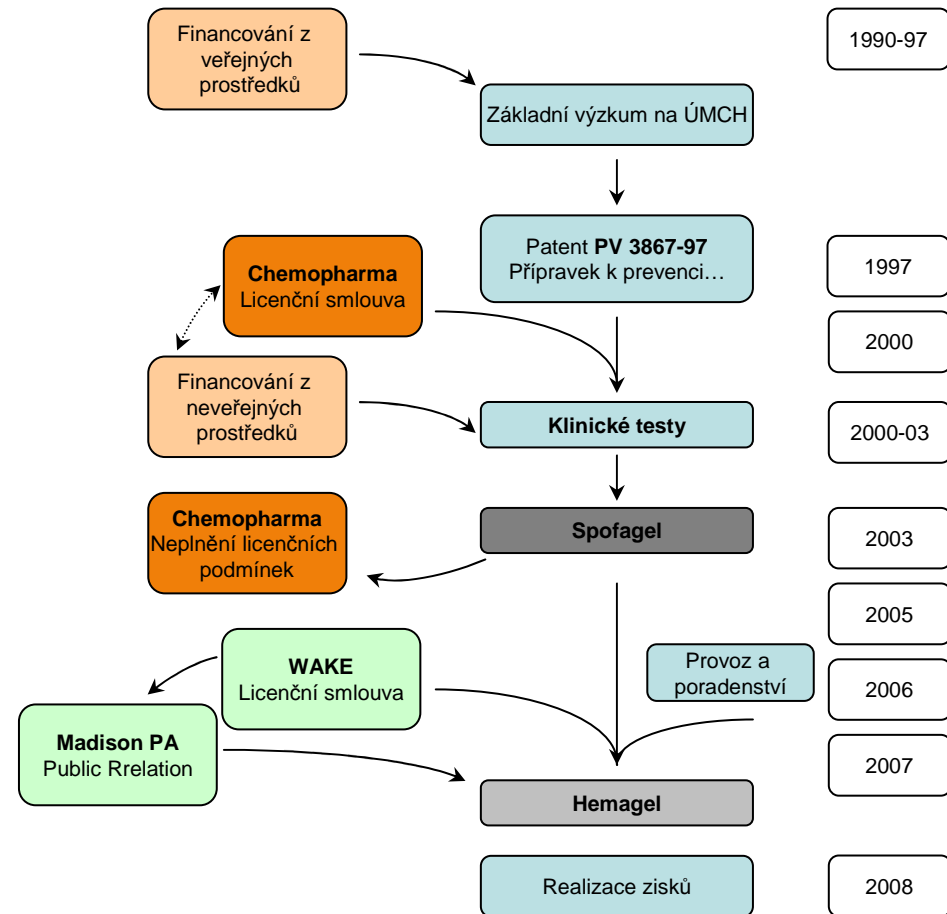 Financování z
veřejných
prostředků
1990-97
Základní výzkum na ÚMCH
Patent PV 3867-97
Přípravek k prevenci…
Chemopharma
Licenční smlouva
1997
2000
Financování z
neveřejných
prostředků
Klinické testy
2000-03
Chemopharma
Neplnění licenčních
podmínek
Spofagel
2003
2005
WAKE
Licenční smlouva
Provoz a
poradenství
2006
Madison PA
Public Rrelation
2007
Hemagel
Realizace zisků
2008